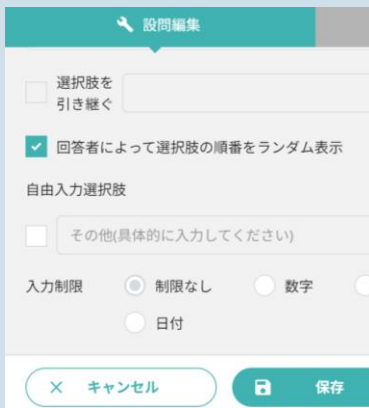 設問編集
選択肢を
引き継ぐ
回答者によって選択肢の順番をランダム表示
自由入力選択肢
その他(具体的に入力してください)
入力制限 制限なし 数字
日付
× キャンセル 保存